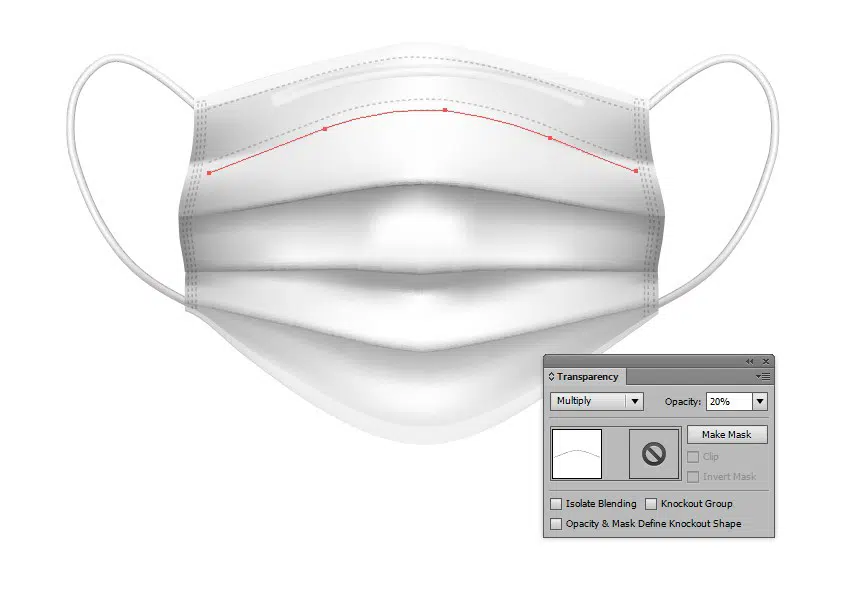 Transparency
Multiply
Opacity: 20%
Make Mask
Clip
Invert Mask
Isolate Blending Knockout Group
Opacity & Mask Define Knockout Shape